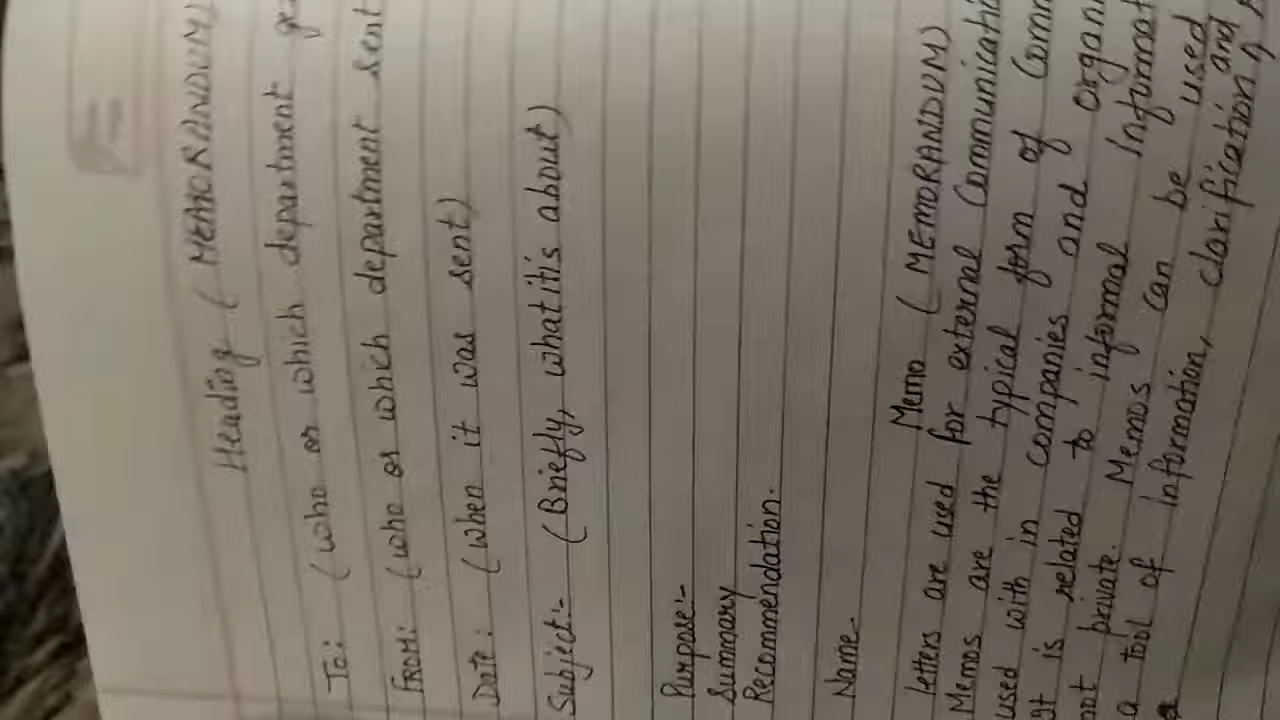 Heading (MEMORANDUM)
To: (who or which department
FROM: (who or which department sent
Date: (when it was sent)
Subject:- (Briefly, what itis about)
Purpose:-
Summary
Recommendation.
Name
Memo (MEMORANDUM)
letters are used for external Communicati
Memos are the typical form of Comm
used with in companies and organi
It is related to informal Informat
not private. Memos can be used
a tool of Information, clarification, and